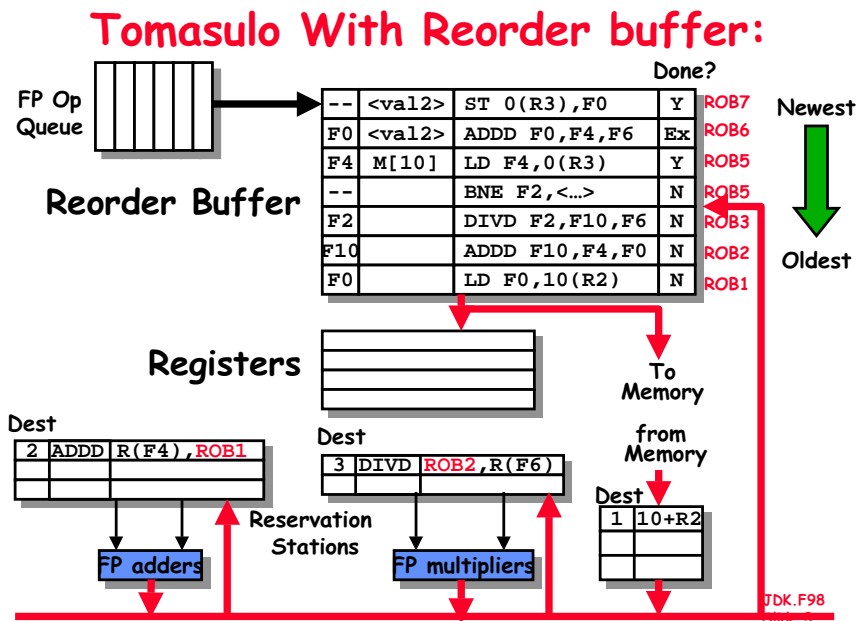 Tomasulo With Reorder buffer:
Done?
FP Op
Queue
-- <val2> ST 0(R3),F0 Y ROB7
F0 <val2> ADDD F0,F4,F6 Ex ROB6
F4 M[10] LD F4,0(R3) Y ROB5
-- BNE F2,<…> N ROB5
F2 DIVD F2,F10,F6 N ROB3
F10 ADDD F10,F4,F0 N ROB2
F0 LD F0,10(R2) N ROB1
Newest
Oldest
Reorder Buffer
Registers
To
Memory
from
Memory
Dest
2 ADDD R(F4),ROB1
Dest
3 DIVD ROB2,R(F6)
Dest
1 10+R2
Reservation
Stations
FP adders
FP multipliers
JDK.F98